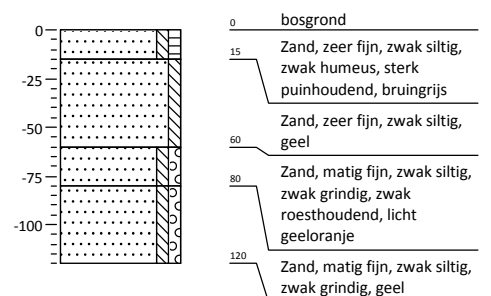 0
-25
-50
-75
-100
0 bosgrond
15 Zand, zeer fijn, zwak siltig,
zwak humeus, sterk
puinhoudend, bruingrijs
Zand, zeer fijn, zwak siltig,
60 geel
Zand, matig fijn, zwak siltig,
80 zwak grindig, zwak
roesthoudend, licht
geeloranje
120 Zand, matig fijn, zwak siltig,
zwak grindig, geel